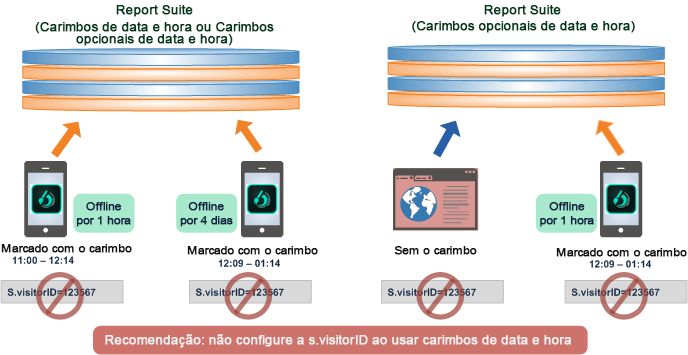 Report Suite
(Carimbos de data e hora ou Carimbos
opcionais de data e hora)
Report Suite
(Carimbos opcionais de data e hora)
Offline
por 1 hora
Offline
por 4 dias
Offline
por 1 hora
Marcado com o carimbo
11:00 – 12:14
Marcado com o carimbo
12:09 – 01:14
Sem o carimbo
Marcado com o carimbo
12:09 – 01:14
S.visitorID=123567
S.visitorID=123567
S.visitorID=123567
S.visitorID=123567
Recomendação: não configure a s.visitorID ao usar carimbos de data e hora